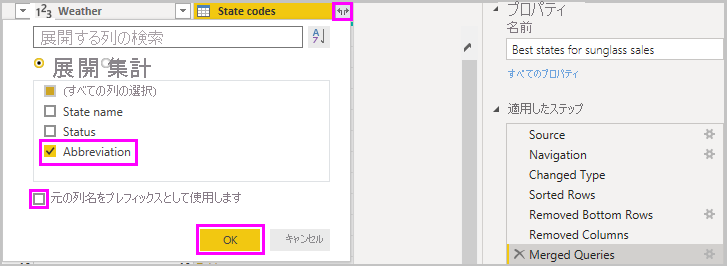 1²3 Weather
State codes
展開する列の検索
展開 集計
(すべての列の選択)
State name
Status
Abbreviation
元の列名をプレフィックスとして使用します
OK
キャンセル
プロパティ
名前
Best states for sunglass sales
すべてのプロパティ
適用したステップ
Source
Navigation
Changed Type
Sorted Rows
Removed Bottom Rows
Removed Columns
Merged Queries